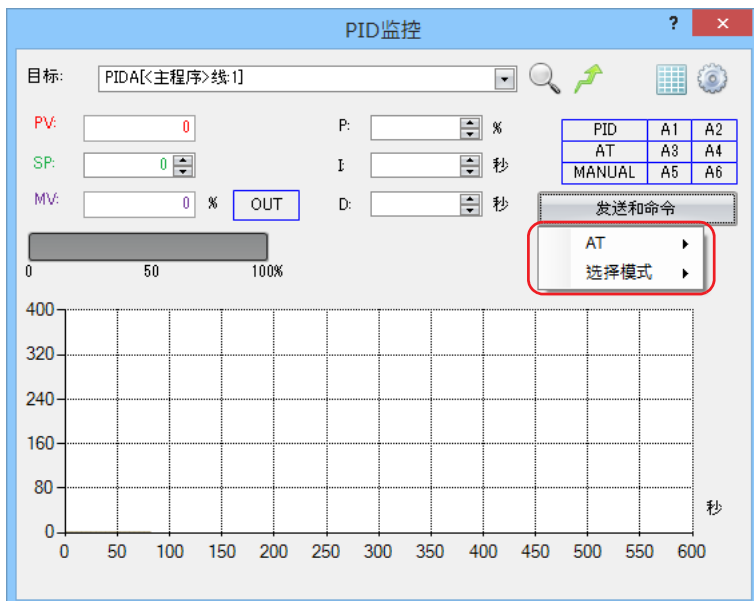 PID监控
?
×
目标: PIDA[<主程序>线:1]
PV: 0
P: %
PID A1 A2
SP: 0
I: 秒
AT A3 A4
MANUAL A5 A6
MV: 0 % OUT
D: 秒
发送和命令
AT
选择模式
0 50 100%
400
320
240
160
80
0
秒
0 50 100 150 200 250 300 350 400 450 500 550 600